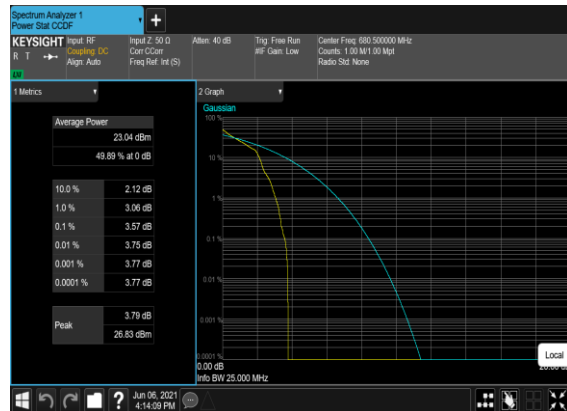 Spectrum Analyzer 1
Power Stat CCDF
KEYSIGHT
R T
LXI
Input: RF
Coupling: DC
Align: Auto
Input Z: 50 Ω
Corr CCorr
Freq Ref: Int (S)
Atten: 40 dB
Trig: Free Run
#IF Gain: Low
Center Freq: 680.500000 MHz
Counts: 1.00 M/1.00 Mpt
Radio Std: None
1 Metrics
Average Power
23.04 dBm
49.89 % at 0 dB
10.0 % 2.12 dB
1.0 % 3.06 dB
0.1 % 3.57 dB
0.01 % 3.75 dB
0.001 % 3.77 dB
0.0001 % 3.77 dB
Peak
3.79 dB
26.83 dBm
2 Graph
Gaussian
100 %
10 %
1 %
0.1 %
0.01 %
0.001 %
0.0001 %
0.00 dB
Info BW 25.000 MHz
Local
?
Jun 06, 2021
4:14:09 PM